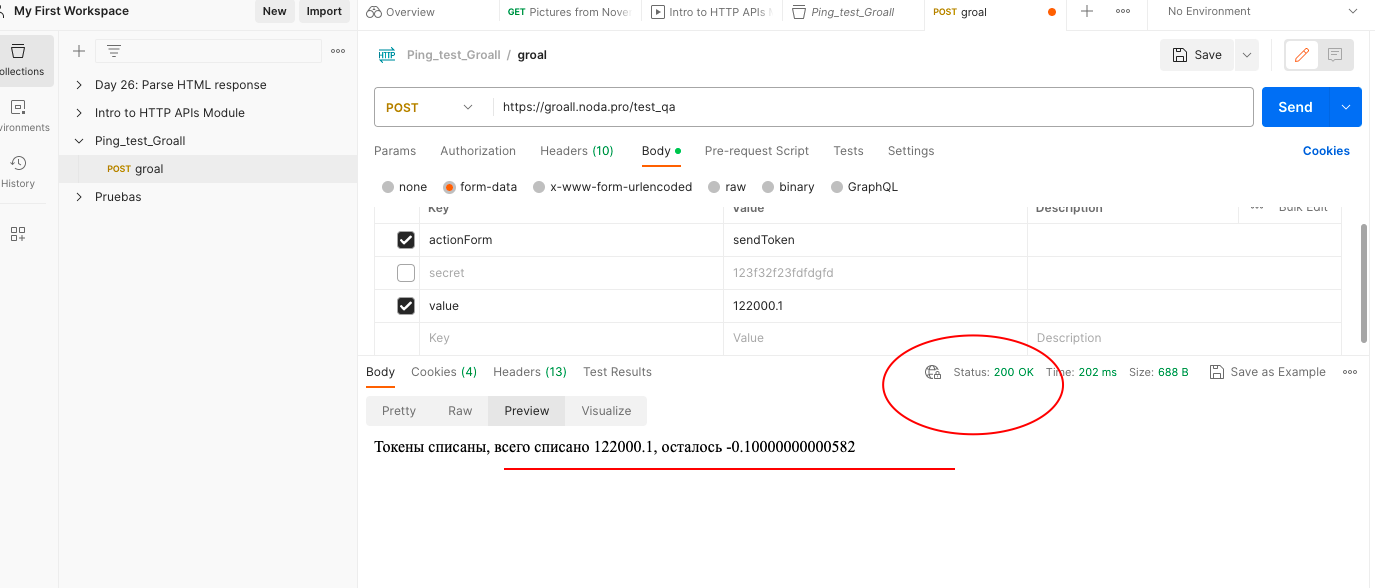 My First Workspace New Import Overview GET Pictures from Nove Intro to HTTP APIs Ping_test_Groall POST groal No Environment
ollections
Day 26: Parse HTML response
Intro to HTTP APIs Module
Ping_test_Groall
POST groal
Pruebas
vironments
History
HTTP Ping_test_Groall / groal Save
POST https://groall.noda.pro/test_qa Send
Params Authorization Headers (10) Body Pre-request Script Tests Settings Cookies
none form-data x-www-form-urlencoded raw binary GraphQL
Key Value Description Bulk Edit
actionForm sendToken
secret 123f32f23fdfdgfd
value 122000.1
Key Value Description
Body Cookies (4) Headers (13) Test Results Status: 200 OK Time: 202 ms Size: 688 B Save as Example
Pretty Raw Preview Visualize
Токены списаны, всего списано 122000.1, осталось -0.10000000000582